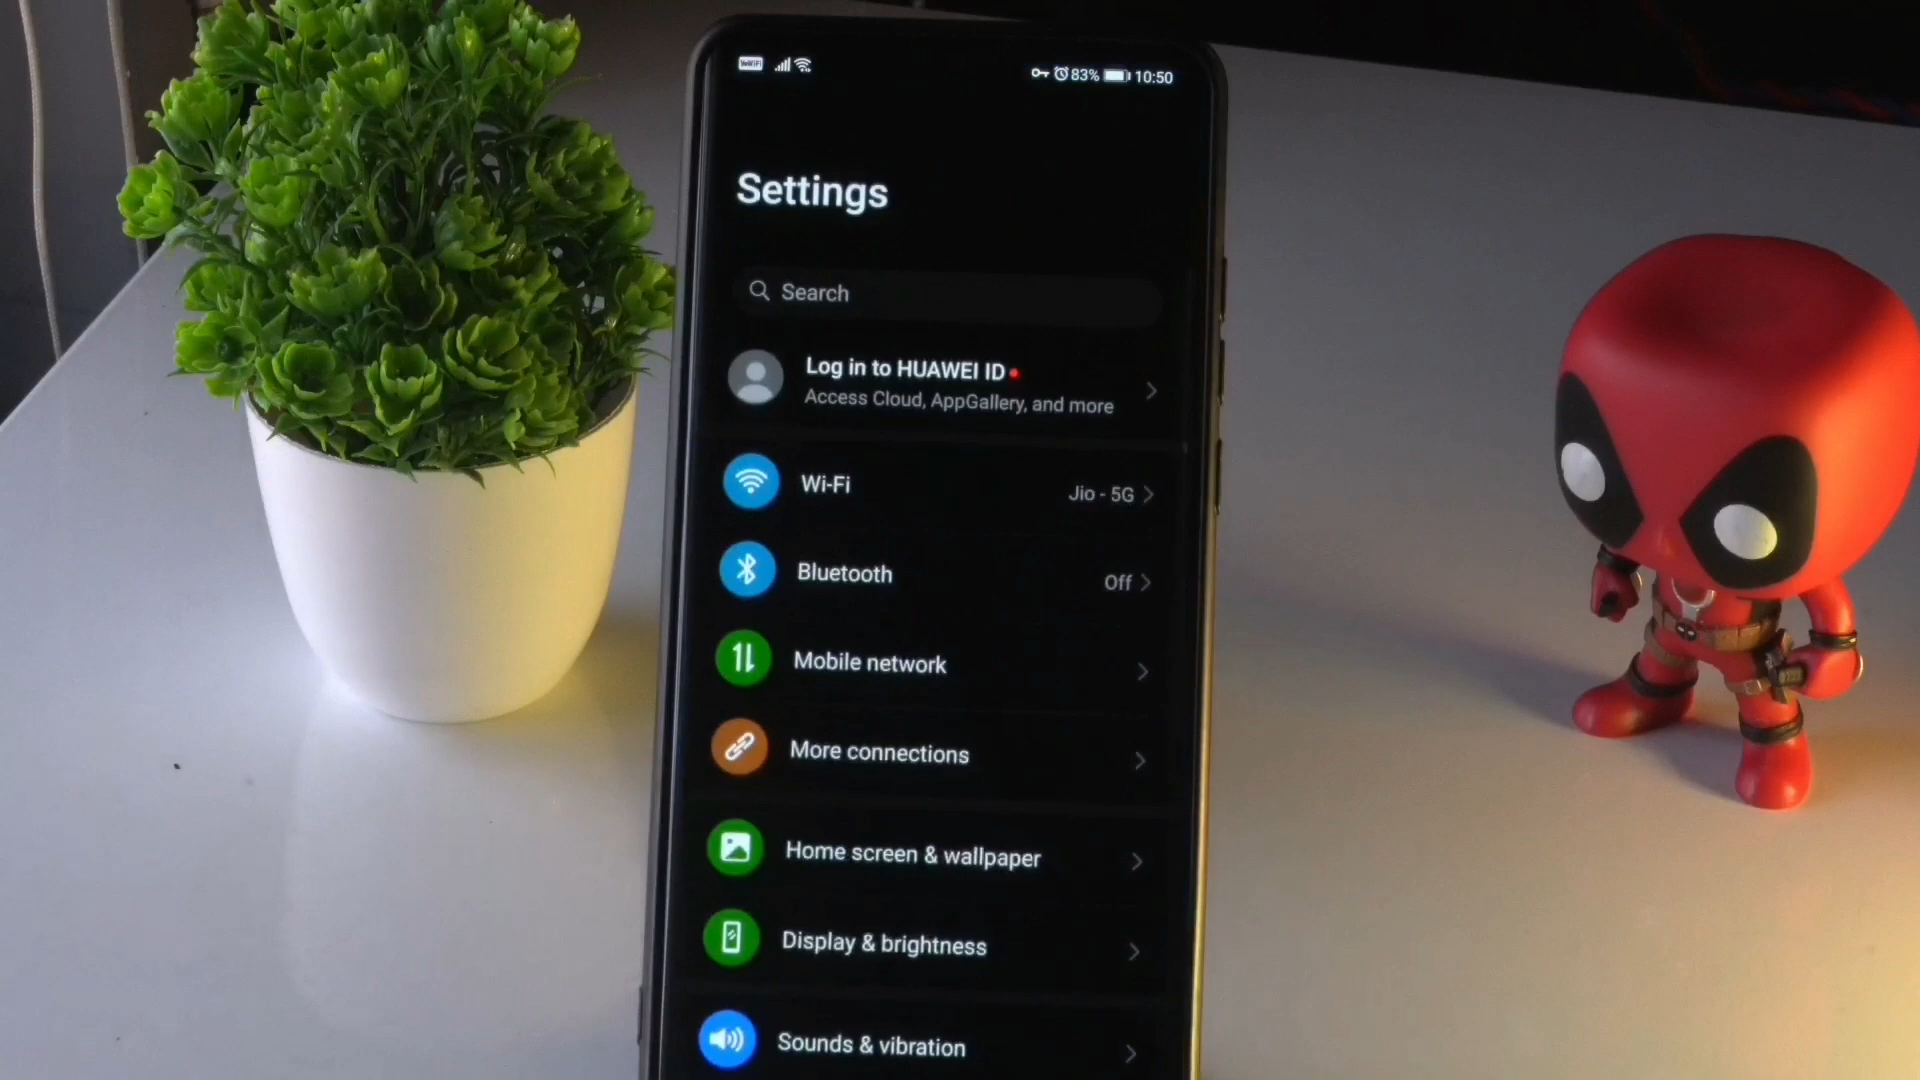 VoWiFi 83% 10:50
Settings
Search
Log in to HUAWEI ID
Access Cloud, AppGallery, and more
Wi-Fi Jio - 5G
Bluetooth Off
Mobile network
More connections
Home screen & wallpaper
Display & brightness
Sounds & vibration